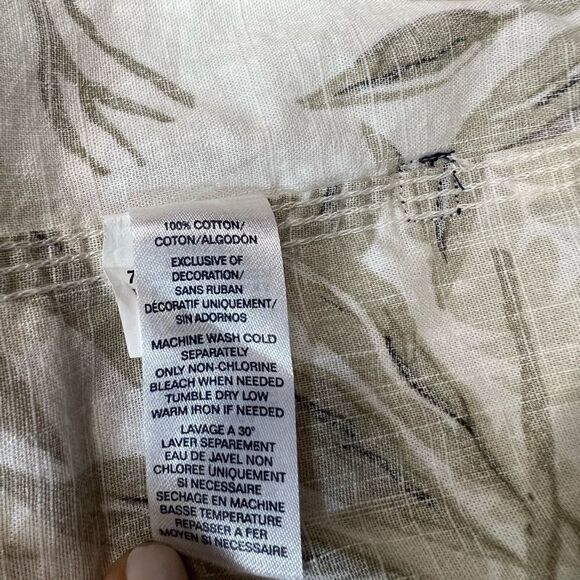 100% COTTON/
COTON/ALGODÓN
EXCLUSIVE OF
DECORATION/
SANS RUBAN
DÉCORATIF UNIQUEMENT/
SIN ADORNOS
MACHINE WASH COLD
SEPARATELY
ONLY NON-CHLORINE
BLEACH WHEN NEEDED
TUMBLE DRY LOW
WARM IRON IF NEEDED
LAVAGE A 30°
LAVER SEPAREMENT
EAU DE JAVEL NON
CHLOREE UNIQUEMENT
SI NECESSAIRE
SECHAGE EN MACHINE
BASSE TEMPERATURE
REPASSER A FER
MOYEN SI NECESSAIRE
7